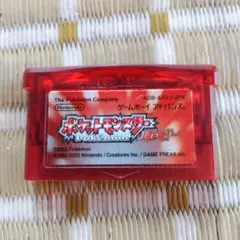 The Pokémon Company
Nintendo
ゲームボーイアドバンス
ポケットモンスター
©2002 Pokémon
©1995-2002 Nintendo / Creatures inc. / GAME FREAK inc.